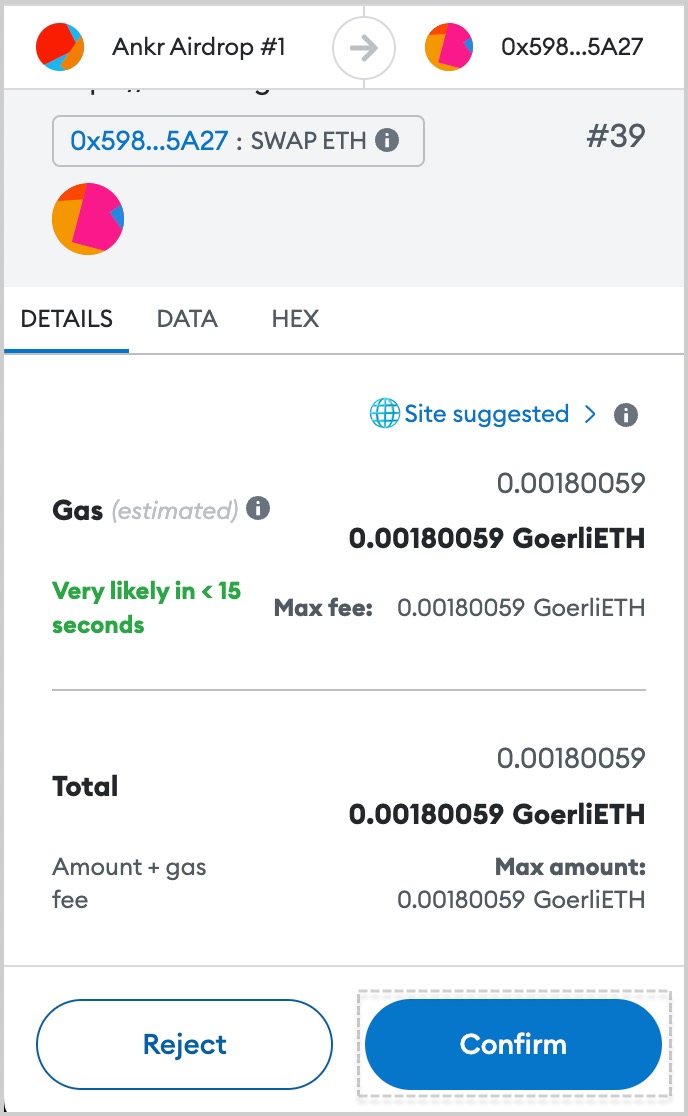 Ankr Airdrop #1
0x598...5A27
0x598...5A27 : SWAP ETH
#39
DETAILS DATA HEX
Site suggested
0.00180059
Gas (estimated)
0.00180059 GoerliETH
Very likely in < 15
seconds
Max fee: 0.00180059 GoerliETH
0.00180059
Total
0.00180059 GoerliETH
Amount + gas
fee
Max amount:
0.00180059 GoerliETH
Reject
Confirm